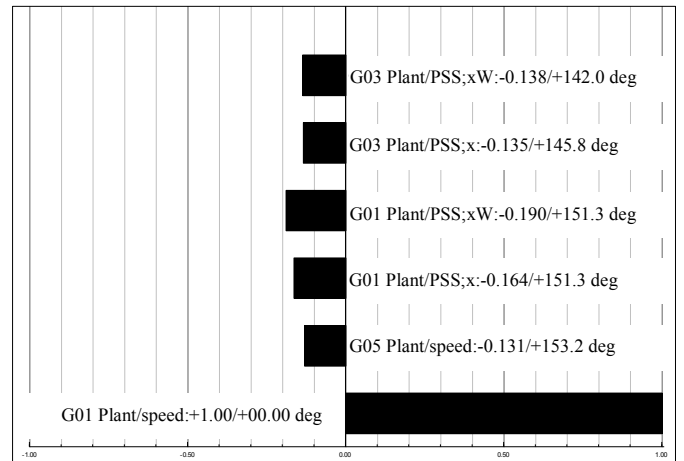 G03 Plant/PSS;xW:-0.138/+142.0 deg
G03 Plant/PSS;x:-0.135/+145.8 deg
G01 Plant/PSS;xW:-0.190/+151.3 deg
G01 Plant/PSS;x:-0.164/+151.3 deg
G05 Plant/speed:-0.131/+153.2 deg
G01 Plant/speed:+1.00/+00.00 deg
-1.00 -0.50 0.00 0.50 1.00